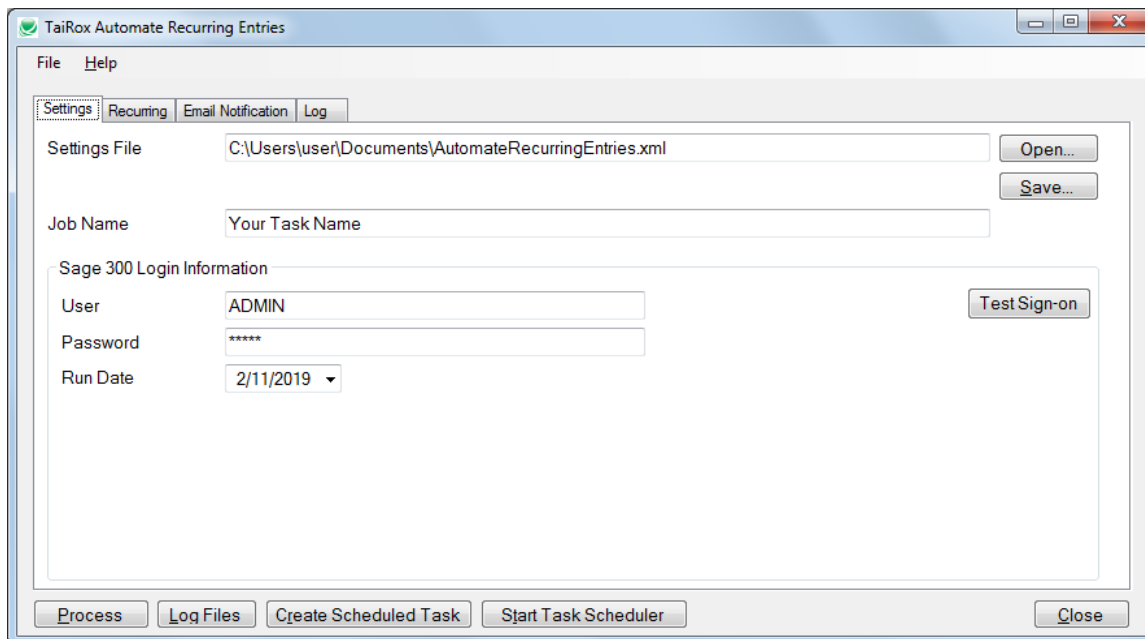 TaiRox Automate Recurring Entries
File Help
Settings Recurring Email Notification Log
Settings File C:\Users\user\Documents\AutomateRecurringEntries.xml Open...
Save...
Job Name Your Task Name
Sage 300 Login Information
User ADMIN Test Sign-on
Password *****
Run Date 2/11/2019
Process Log Files Create Scheduled Task Start Task Scheduler Close